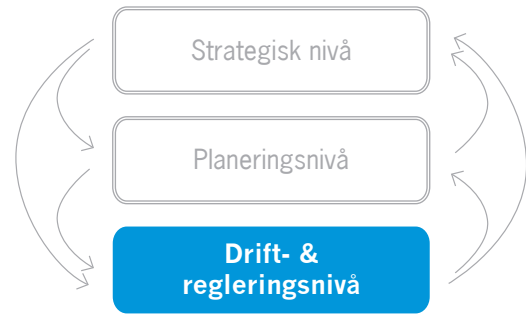 Strategisk nivå
Planeringsnivå
Drift- &
regleringsnivå